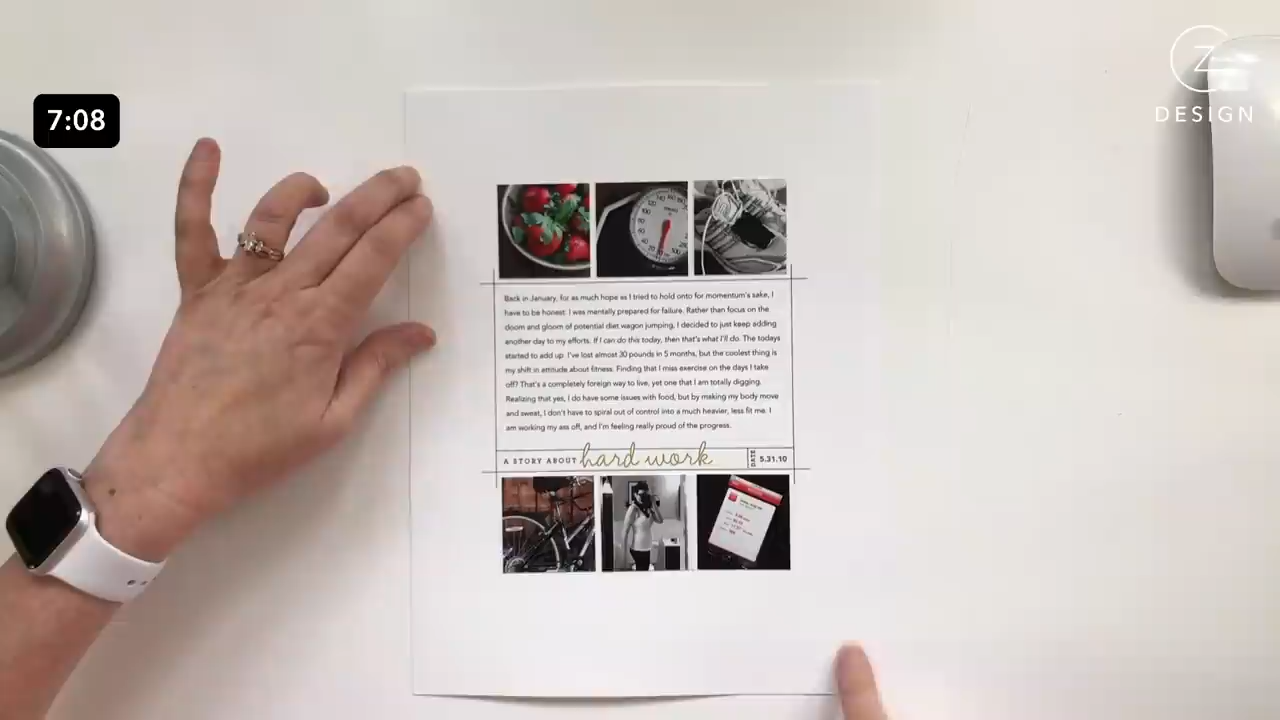 7:08
Z
DESIGN
Back in January, for as much hope as I tried to hold onto for momentum's sake, I
have to be honest. I was mentally prepared for failure. Rather than focus on the
doom and gloom of potential diet wagon jumping, I decided to just keep adding
another day to my efforts. If I can do this today, then that's what I'll do. The todays
started to add up. I've lost almost 30 pounds in 5 months, but the coolest thing is
my shift in attitude about fitness. Finding that I miss exercise on the days I take
off? That's a completely foreign way to live, yet one that I am totally digging.
Realizing that yes, I do have some issues with food, but by making my body move
and sweat, I don't have to spiral out of control into a much heavier, less fit me. I
am working my ass off, and I'm feeling really proud of the progress.
A STORY ABOUT hard work DATE 5.31.10